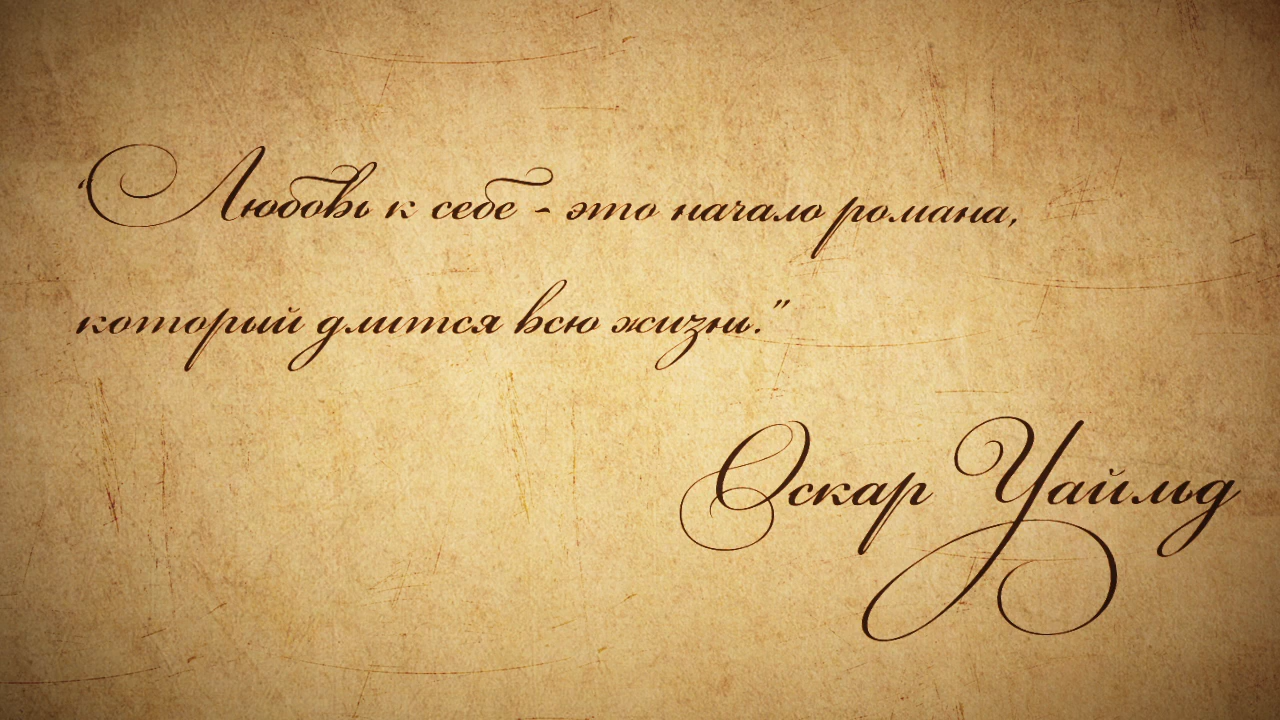 “Любовь к себе - это начало романа,
который длится всю жизнь.”
Оскар Уайльд